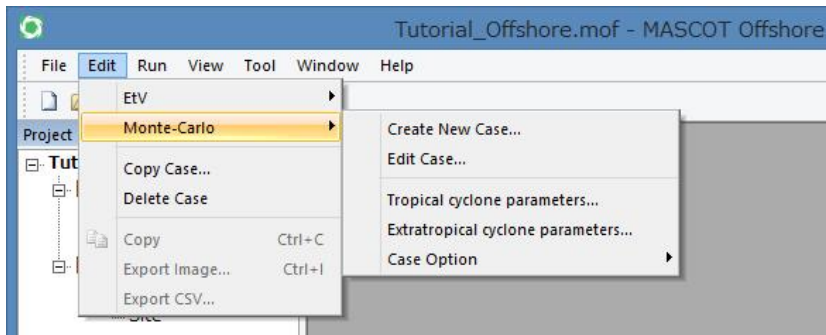 Tutorial_Offshore.mof - MASCOT Offshore
File Edit Run View Tool Window Help
Project
Tut
EtV
Monte-Carlo
Copy Case...
Delete Case
Copy Ctrl+C
Export Image... Ctrl+I
Export CSV...
Create New Case...
Edit Case...
Tropical cyclone parameters...
Extratropical cyclone parameters...
Case Option
Site